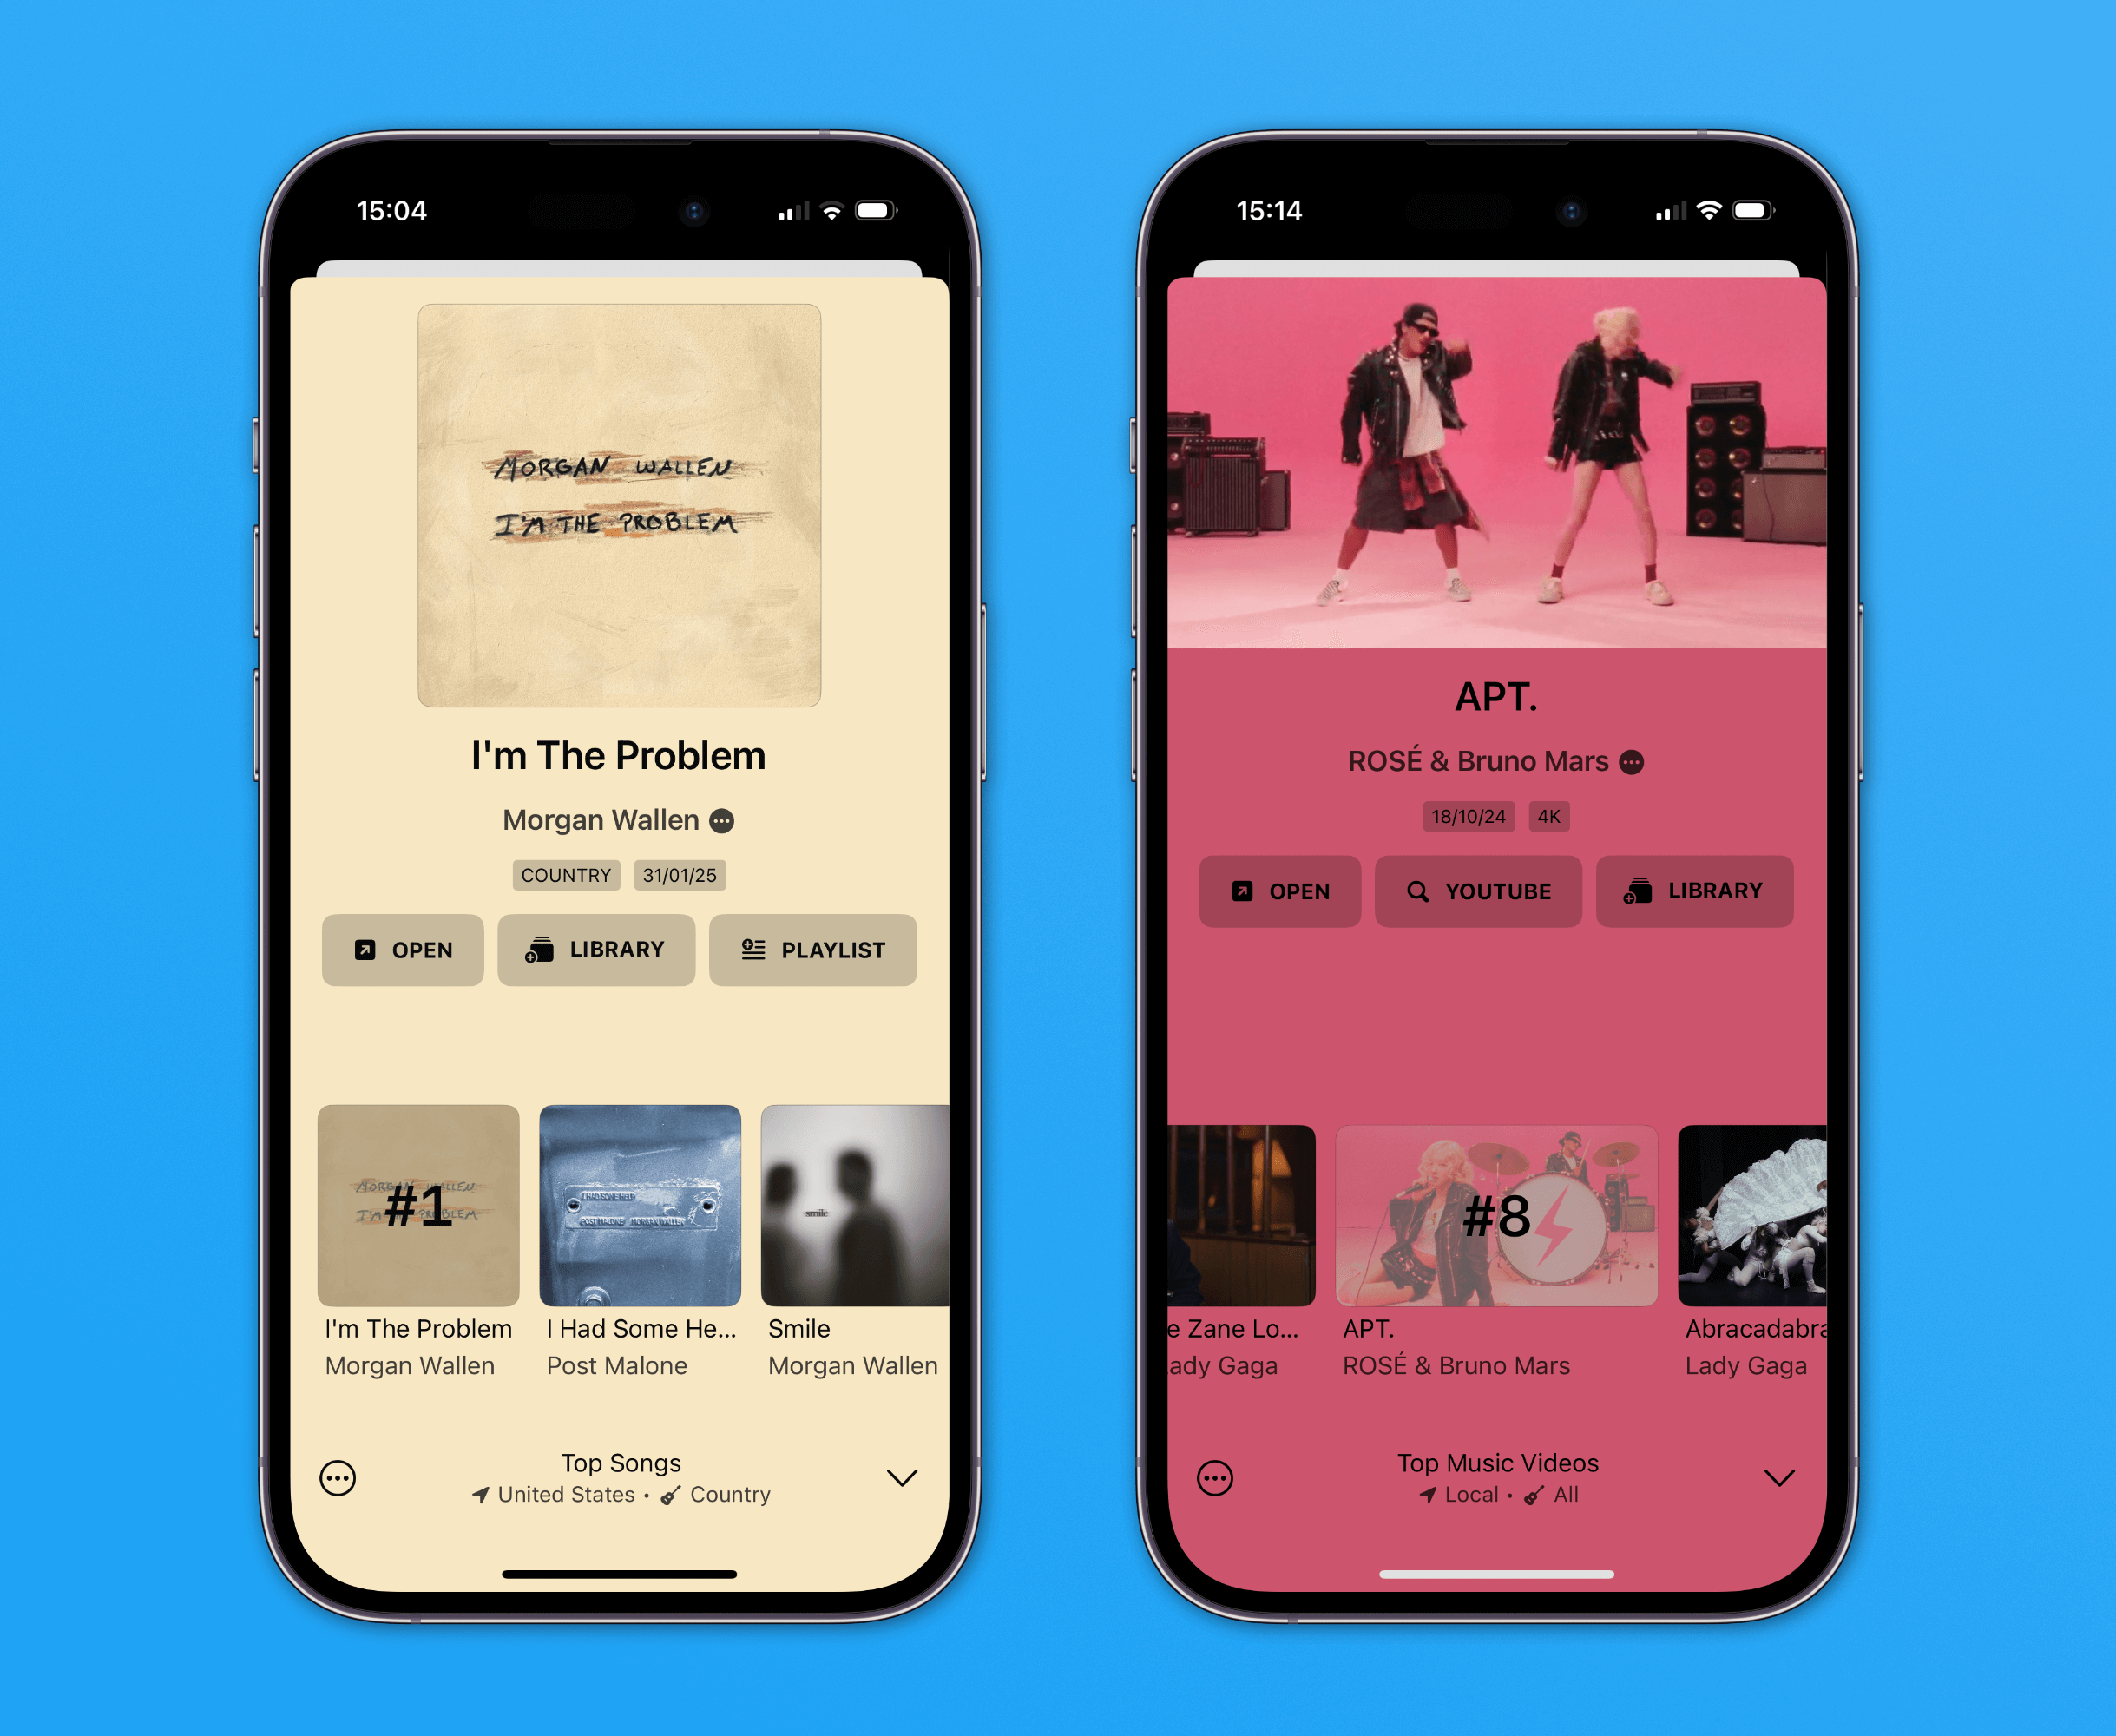 15:04
MORGAN WALLEN
I'M THE PROBLEM
I'm The Problem
Morgan Wallen
COUNTRY 31/01/25
OPEN LIBRARY PLAYLIST
MORGAN WALLEN
I'M PROBLEM
#1
I HAD SOME HELP
POST MALONE MORGAN WALLEN
smile
I'm The Problem I Had Some He... Smile
Morgan Wallen Post Malone Morgan Wallen
Top Songs
United States • Country
15:14
APT.
ROSÉ & Bruno Mars
18/10/24 4K
OPEN YOUTUBE LIBRARY
#8
e Zane Lo... APT. Abracadabra
ady Gaga ROSÉ & Bruno Mars Lady Gaga
Top Music Videos
Local • All